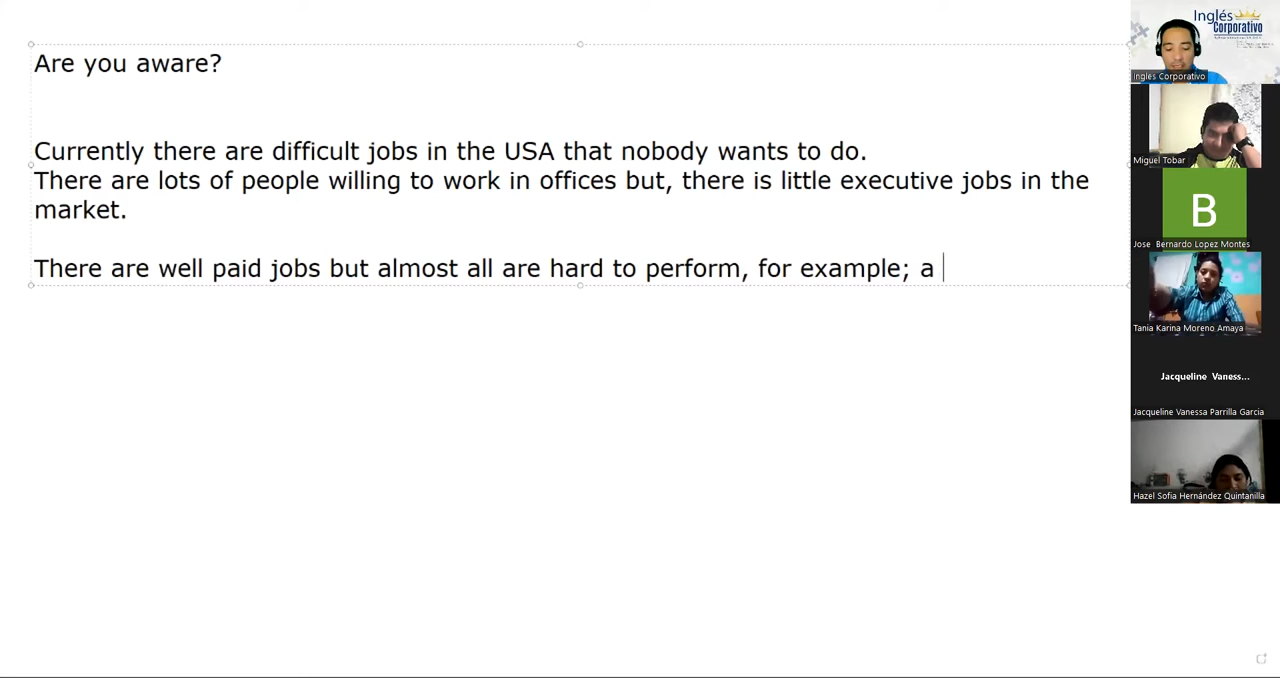 Are you aware?
Currently there are difficult jobs in the USA that nobody wants to do.
There are lots of people willing to work in offices but, there is little executive jobs in the
market.
There are well paid jobs but almost all are hard to perform, for example; a
Inglés
Corporativo
Ingles Corporativo
Miguel Tobar
B
Jose Bernardo Lopez Montes
Tania Karina Moreno Amaya
Jacqueline Vaness...
Jacqueline Vanessa Parrilla Garcia
Hazel Sofia Hernández Quintanilla